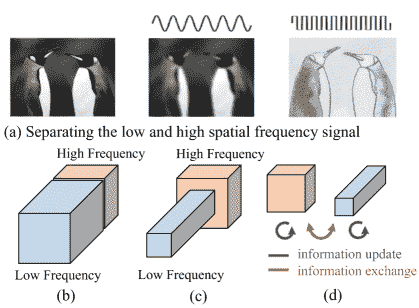 (a) Separating the low and high spatial frequency signal
High Frequency
High Frequency
Low Frequency
Low Frequency
information update
information exchange
(b)
(c)
(d)